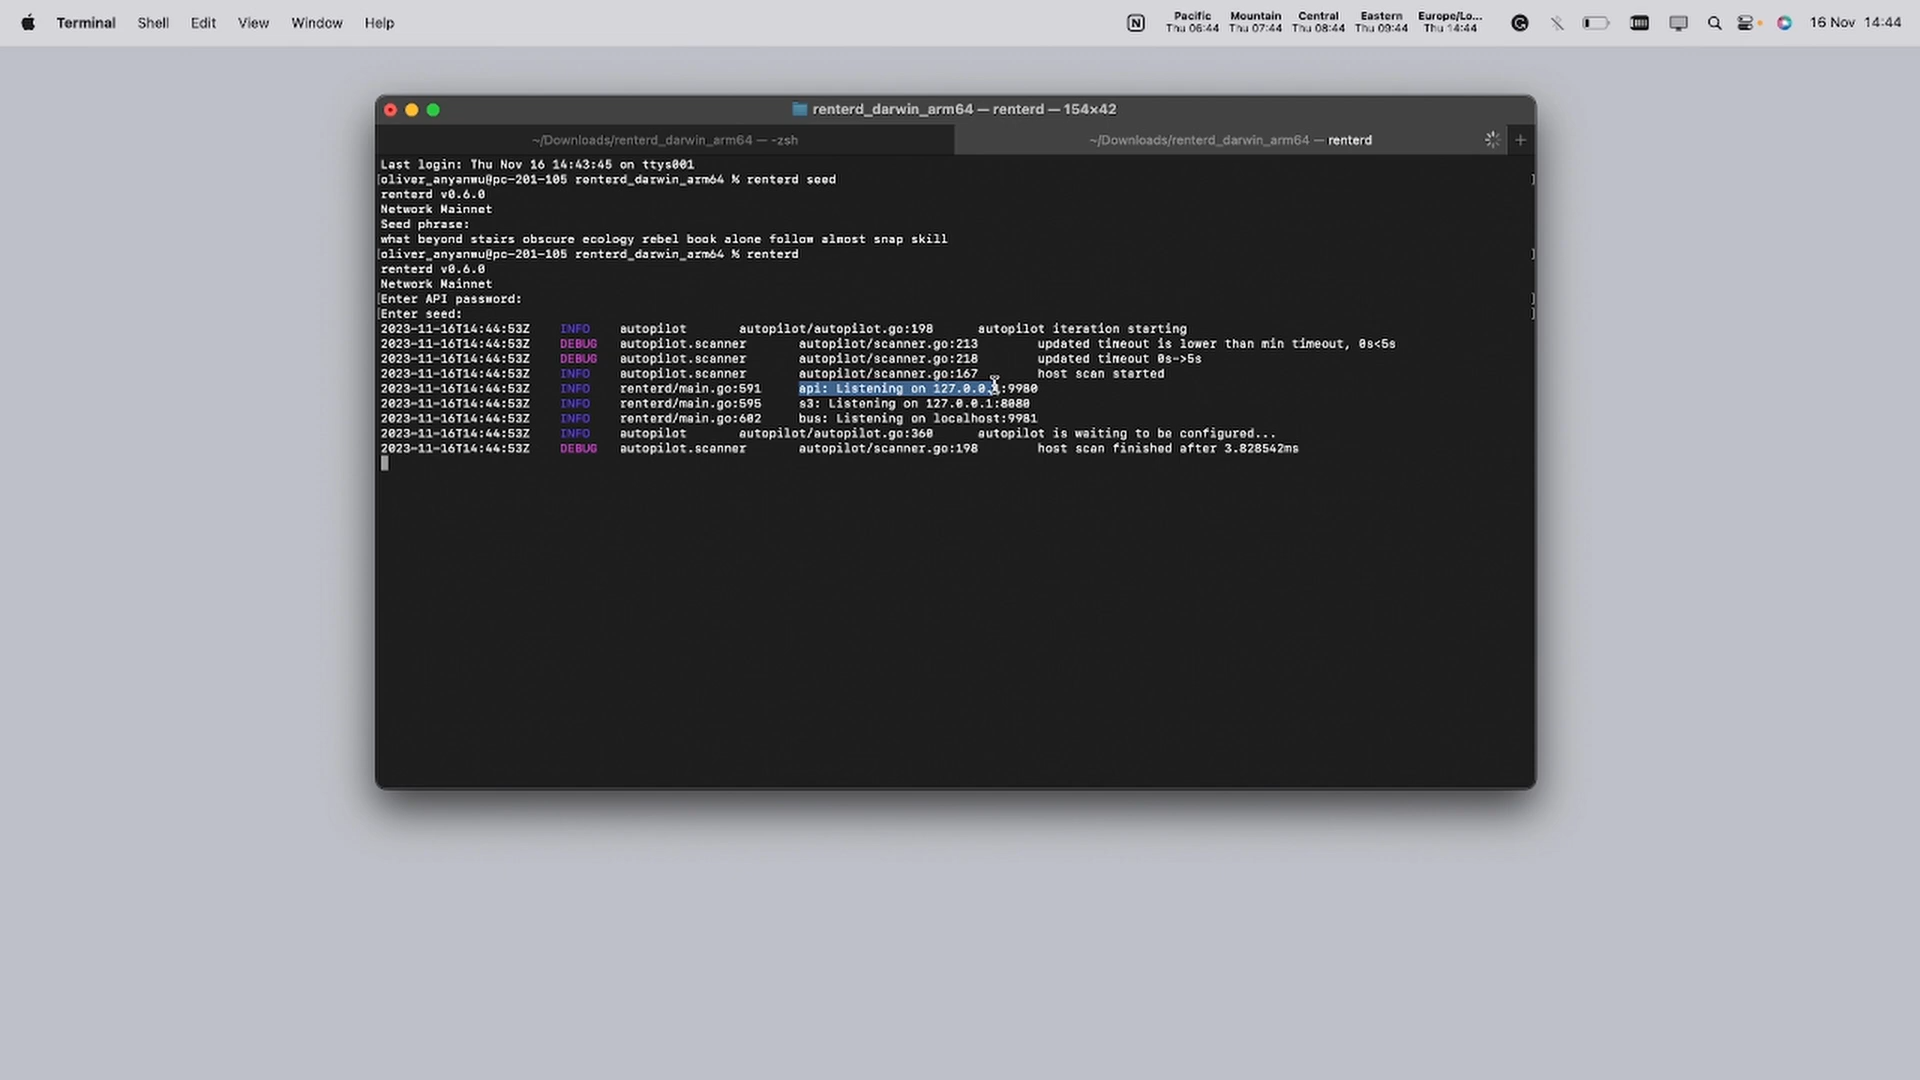 Terminal Shell Edit View Window Help
Pacific Mountain Central Eastern Europe/Lo...
Thu 06:44 Thu 07:44 Thu 08:44 Thu 09:44 Thu 14:44
16 Nov 14:44
renterd_darwin_arm64 — renterd — 154×42
~/Downloads/renterd_darwin_arm64 — -zsh
~/Downloads/renterd_darwin_arm64 — renterd
Last login: Thu Nov 16 14:43:45 on ttys001
[oliver_anyanwu@pc-201-105 renterd_darwin_arm64 % renterd seed ]
renterd v0.6.0
Network Mainnet
Seed phrase:
what beyond stairs obscure ecology rebel book alone follow almost snap skill
[oliver_anyanwu@pc-201-105 renterd_darwin_arm64 % renterd ]
renterd v0.6.0
Network Mainnet
[Enter API password: ]
[Enter seed: ]
2023-11-16T14:44:53Z INFO autopilot autopilot/autopilot.go:198 autopilot iteration starting
2023-11-16T14:44:53Z DEBUG autopilot.scanner autopilot/scanner.go:213 updated timeout is lower than min timeout, 0s<5s
2023-11-16T14:44:53Z DEBUG autopilot.scanner autopilot/scanner.go:218 updated timeout 0s->5s
2023-11-16T14:44:53Z INFO autopilot.scanner autopilot/scanner.go:167 host scan started
2023-11-16T14:44:53Z INFO renterd/main.go:591 api: Listening on 127.0.0.1:9980
2023-11-16T14:44:53Z INFO renterd/main.go:595 s3: Listening on 127.0.0.1:8080
2023-11-16T14:44:53Z INFO renterd/main.go:602 bus: Listening on localhost:9981
2023-11-16T14:44:53Z INFO autopilot autopilot/autopilot.go:360 autopilot is waiting to be configured...
2023-11-16T14:44:53Z DEBUG autopilot.scanner autopilot/scanner.go:198 host scan finished after 3.828542ms